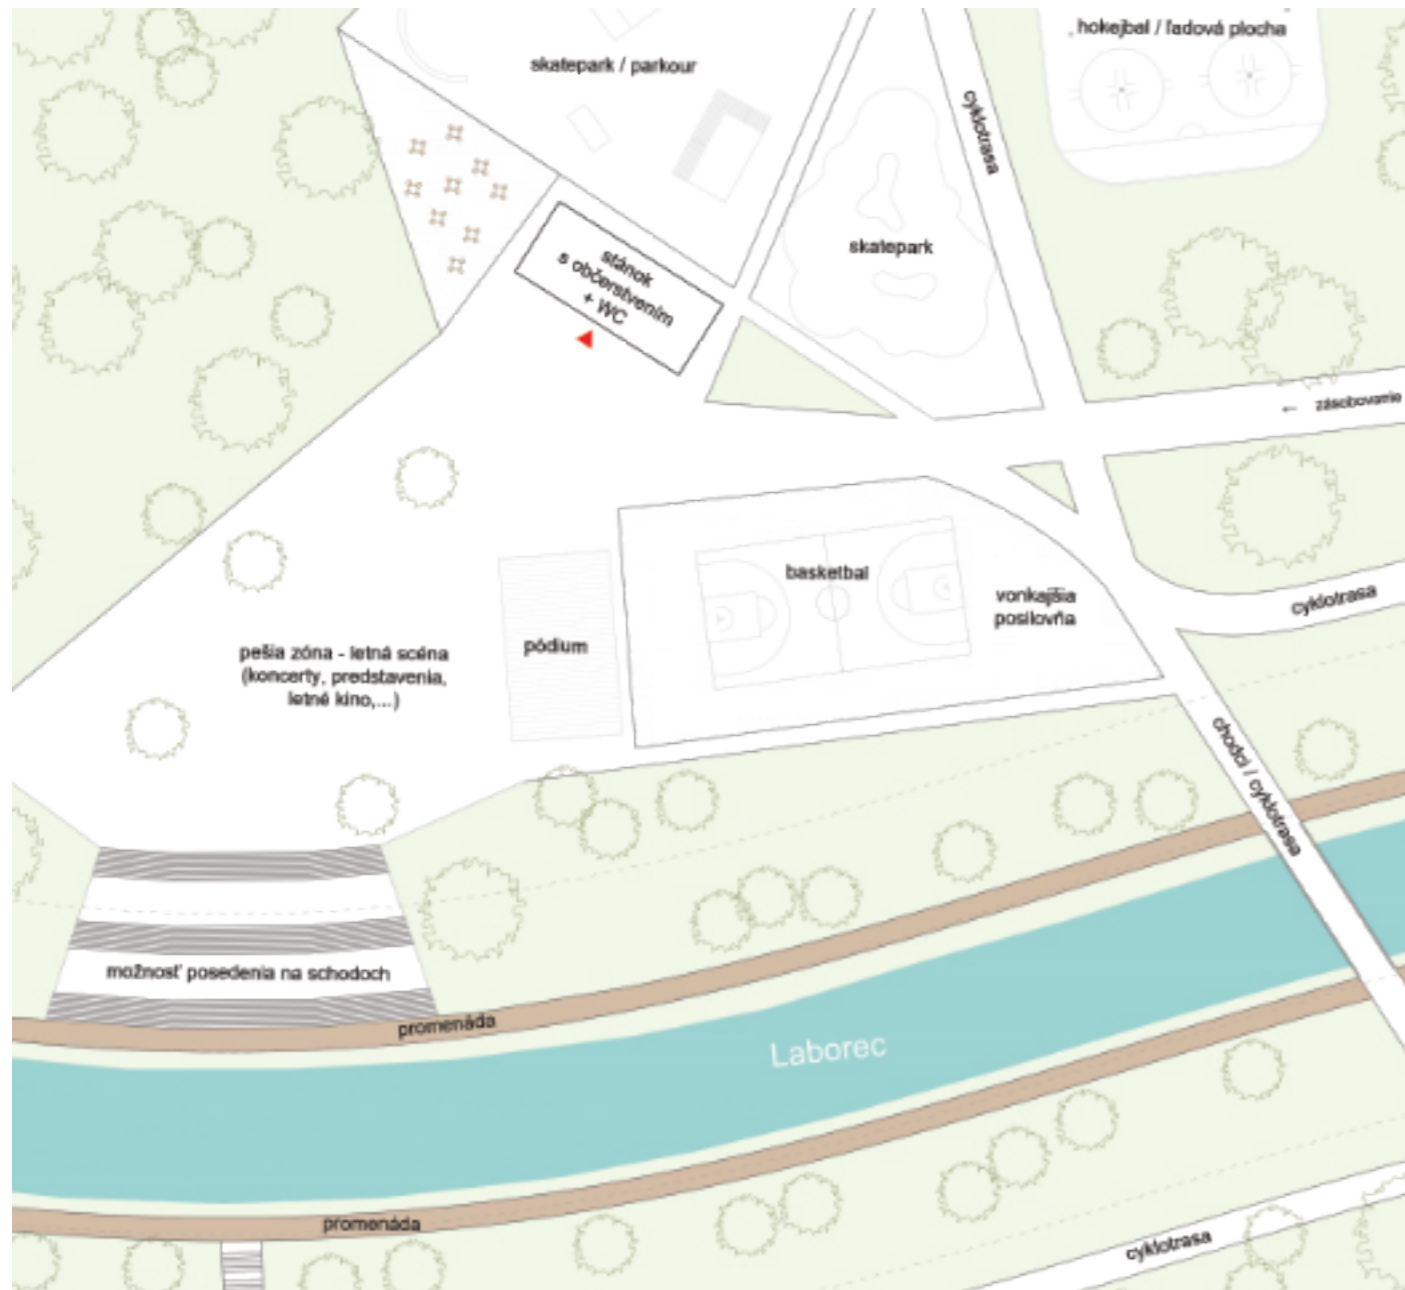 hokejbal / ľadová plocha
skatepark / parkour
cyklotrasa
skatepark
stánok
s občerstvením
+ WC
← zásobovanie
basketbal
vonkajšia
posilovňa
cyklotrasa
pódium
pešia zóna - letná scéna
(koncerty, predstavenia,
letné kino,...)
chodci / cyklotrasa
možnosť posedenia na schodoch
promenáda
Laborec
promenáda
cyklotrasa